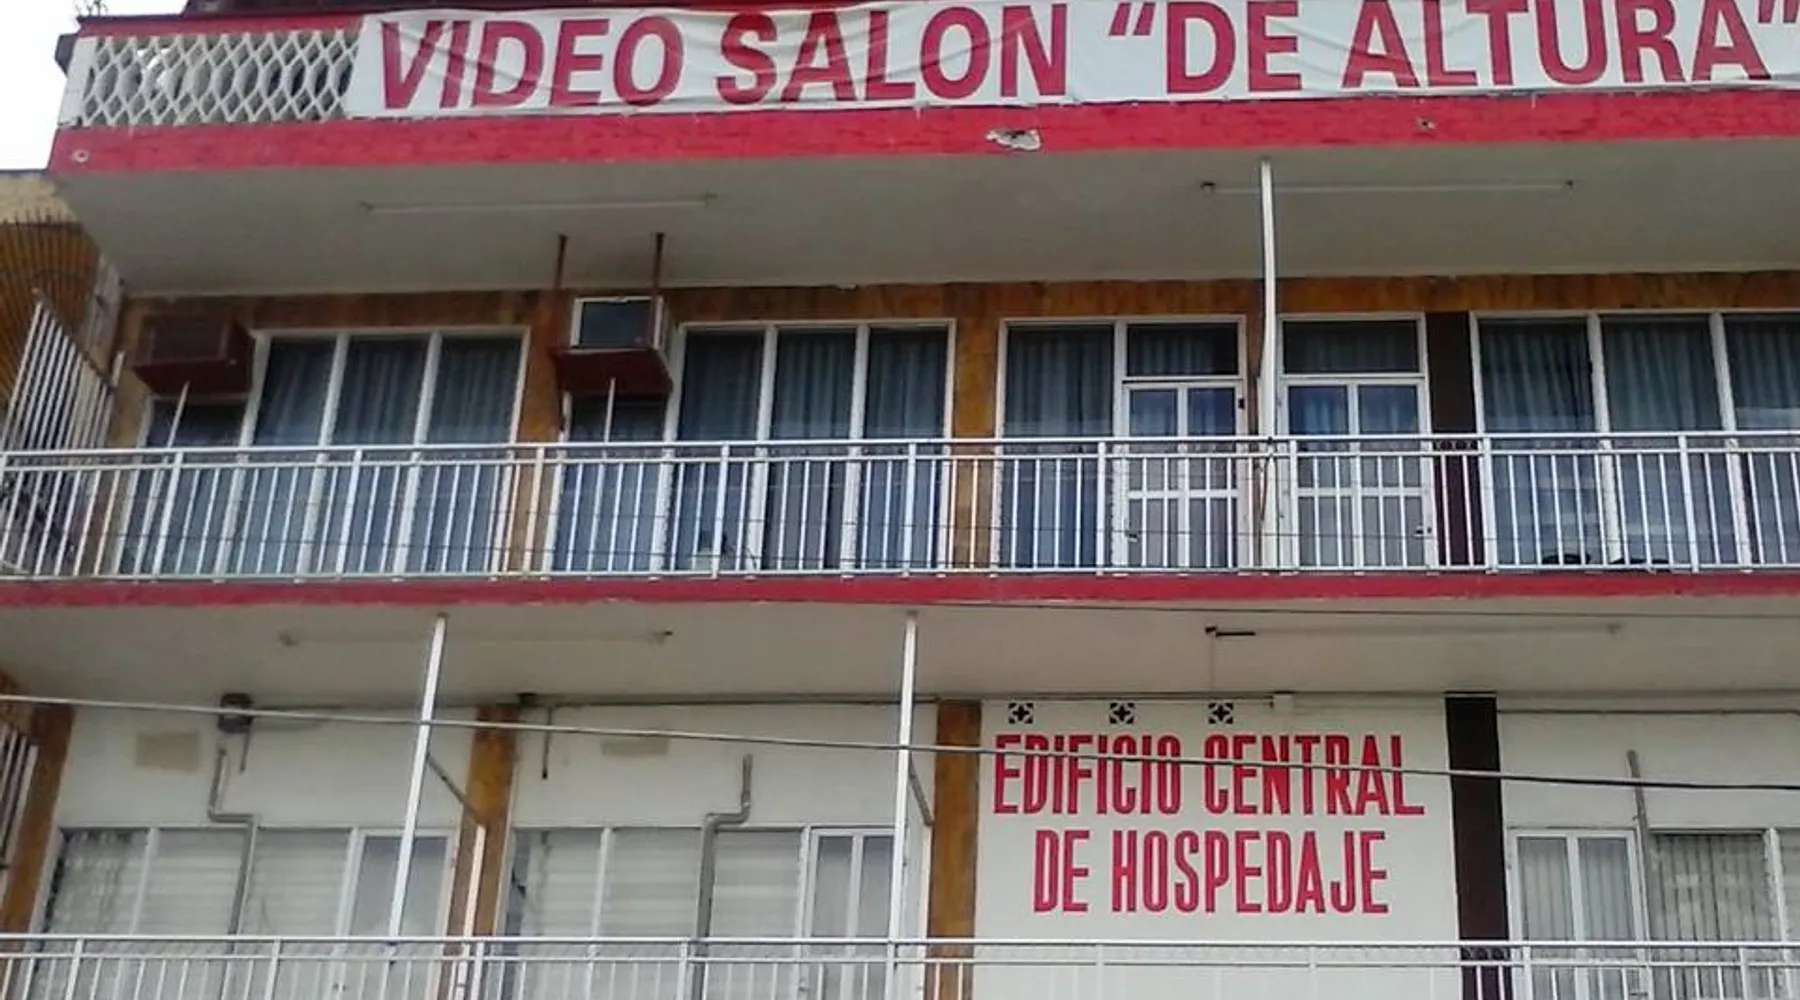 VIDEO SALON "DE ALTURA"
EDIFICIO CENTRAL
DE HOSPEDAJE